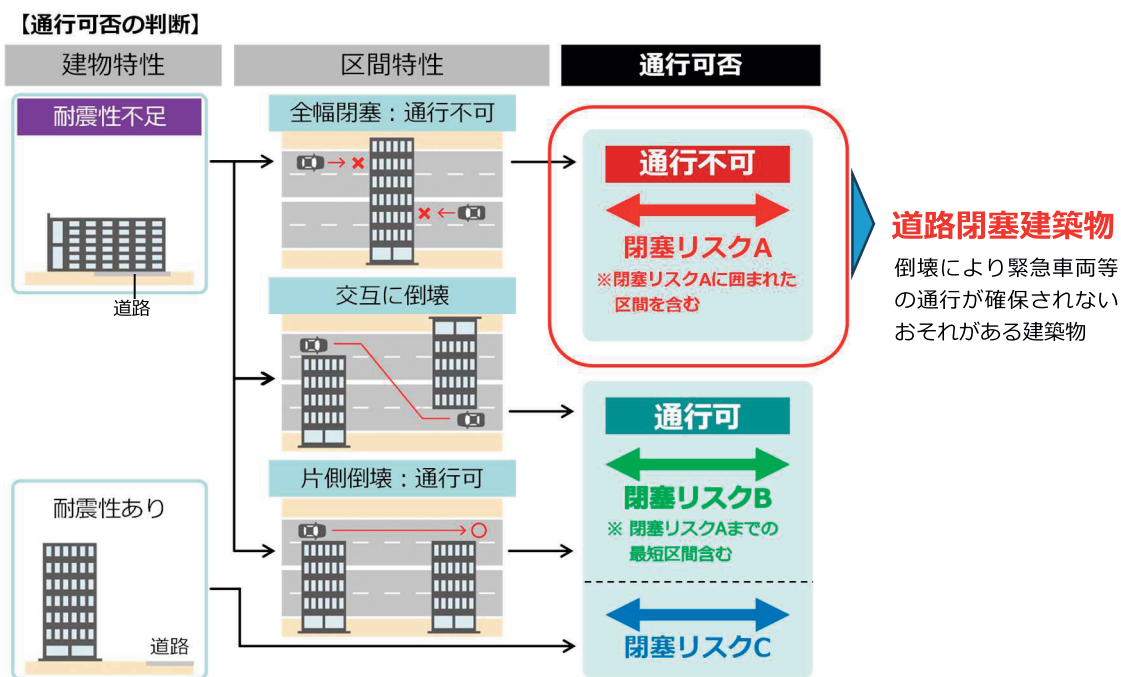 【通行可否の判断】
建物特性
区間特性
通行可否
耐震性不足
道路
耐震性あり
道路
全幅閉塞：通行不可
交互に倒壊
片側倒壊：通行可
通行不可
閉塞リスクA
※閉塞リスクAに囲まれた
区間を含む
通行可
閉塞リスクB
※ 閉塞リスクAまでの
最短区間含む
閉塞リスクC
道路閉塞建築物
倒壊により緊急車両等
の通行が確保されない
おそれがある建築物